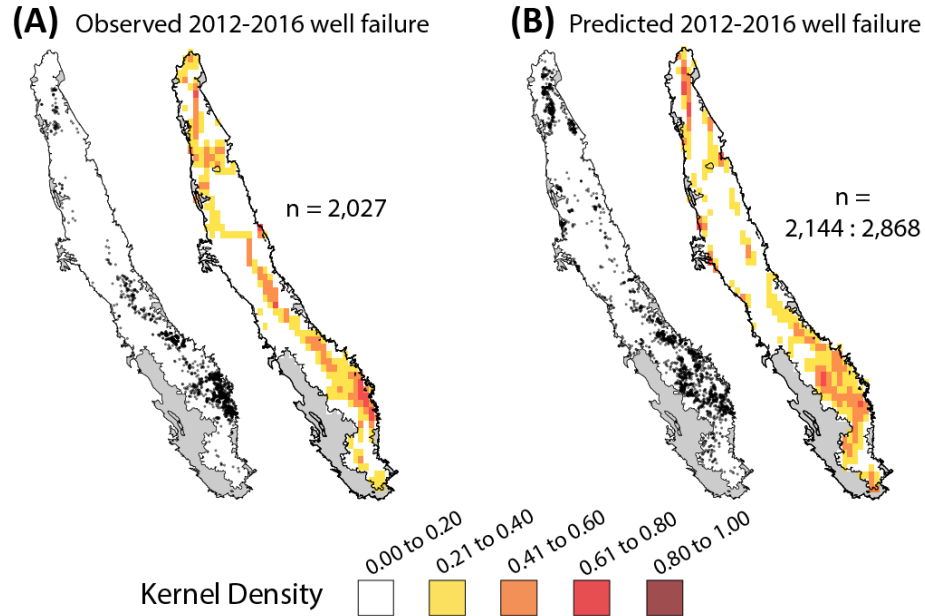 (A) Observed 2012-2016 well failure
(B) Predicted 2012-2016 well failure
n = 2,027
n =
2,144 : 2,868
0.00 to 0.20
0.21 to 0.40
0.41 to 0.60
0.61 to 0.80
0.80 to 1.00
Kernel Density